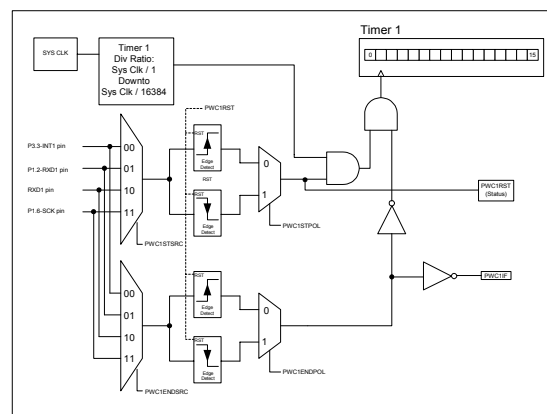 Timer 1
0
15
SYS CLK
Timer 1
Div Ratio:
Sys Clk / 1
Downto
Sys Clk / 16384
PWC1RST
P3.3-INT1 pin
P1.2-RXD1 pin
RXD1 pin
P1.6-SCK pin
00
01
10
11
PWC1STSRC
RST
Edge
Detect
RST
RST
Edge
Detect
0
1
PWC1STPOL
PWC1RST
(Status)
PWC1IF
00
01
10
11
PWC1ENDSRC
RST
Edge
Detect
RST
Edge
Detect
0
1
PWC1ENDPOL